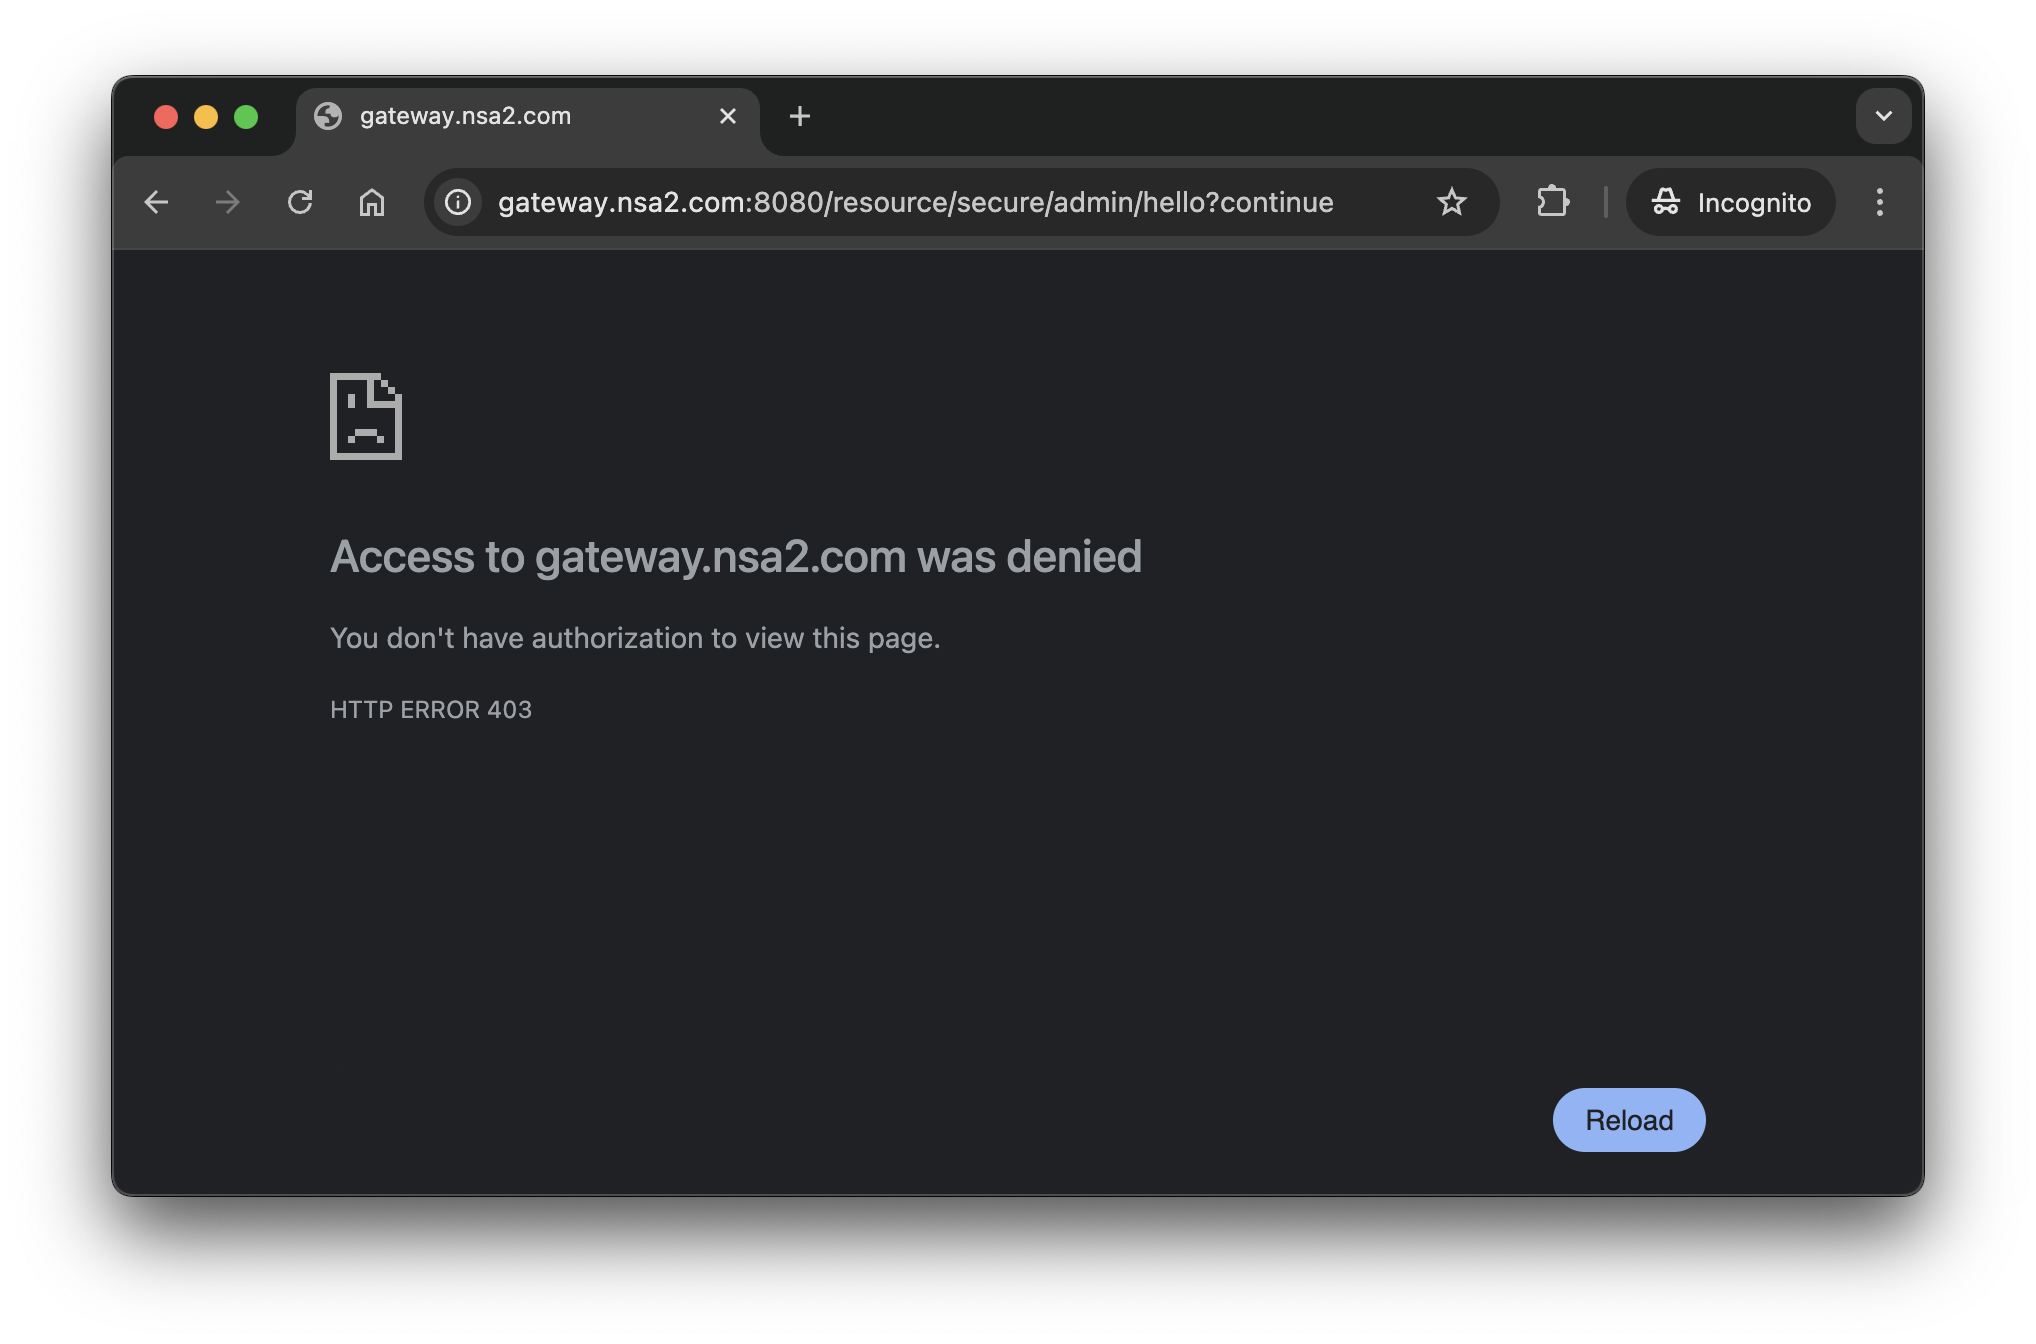 gateway.nsa2.com
gateway.nsa2.com:8080/resource/secure/admin/hello?continue
Incognito
Access to gateway.nsa2.com was denied
You don't have authorization to view this page.
HTTP ERROR 403
Reload